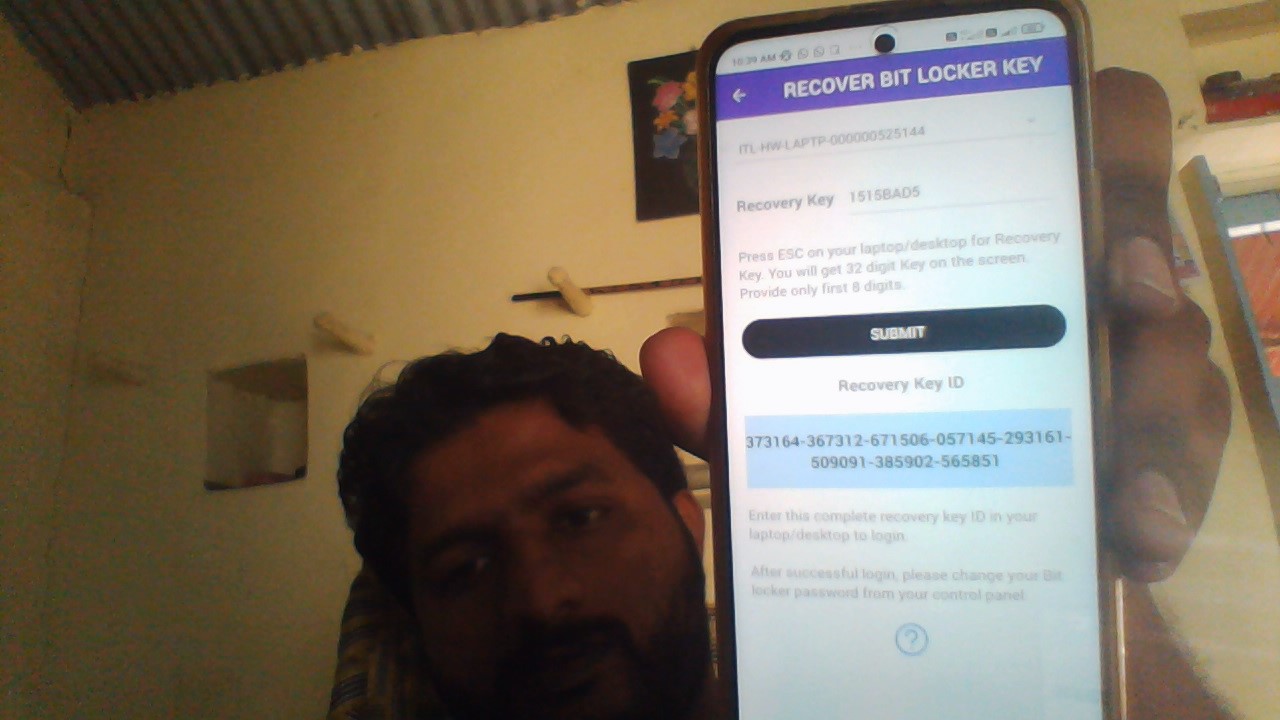 10:39 AM
RECOVER BIT LOCKER KEY
ITL-HW-LAPTP-000000525144
Recovery Key 1515BAD5
Press ESC on your laptop/desktop for Recovery
Key. You will get 32 digit Key on the screen.
Provide only first 8 digits.
SUBMIT
Recovery Key ID
373164-367312-671506-057145-293161-
509091-385902-565851
Enter this complete recovery key ID in your
laptop/desktop to login.
After successful login, please change your Bit
locker password from your control panel